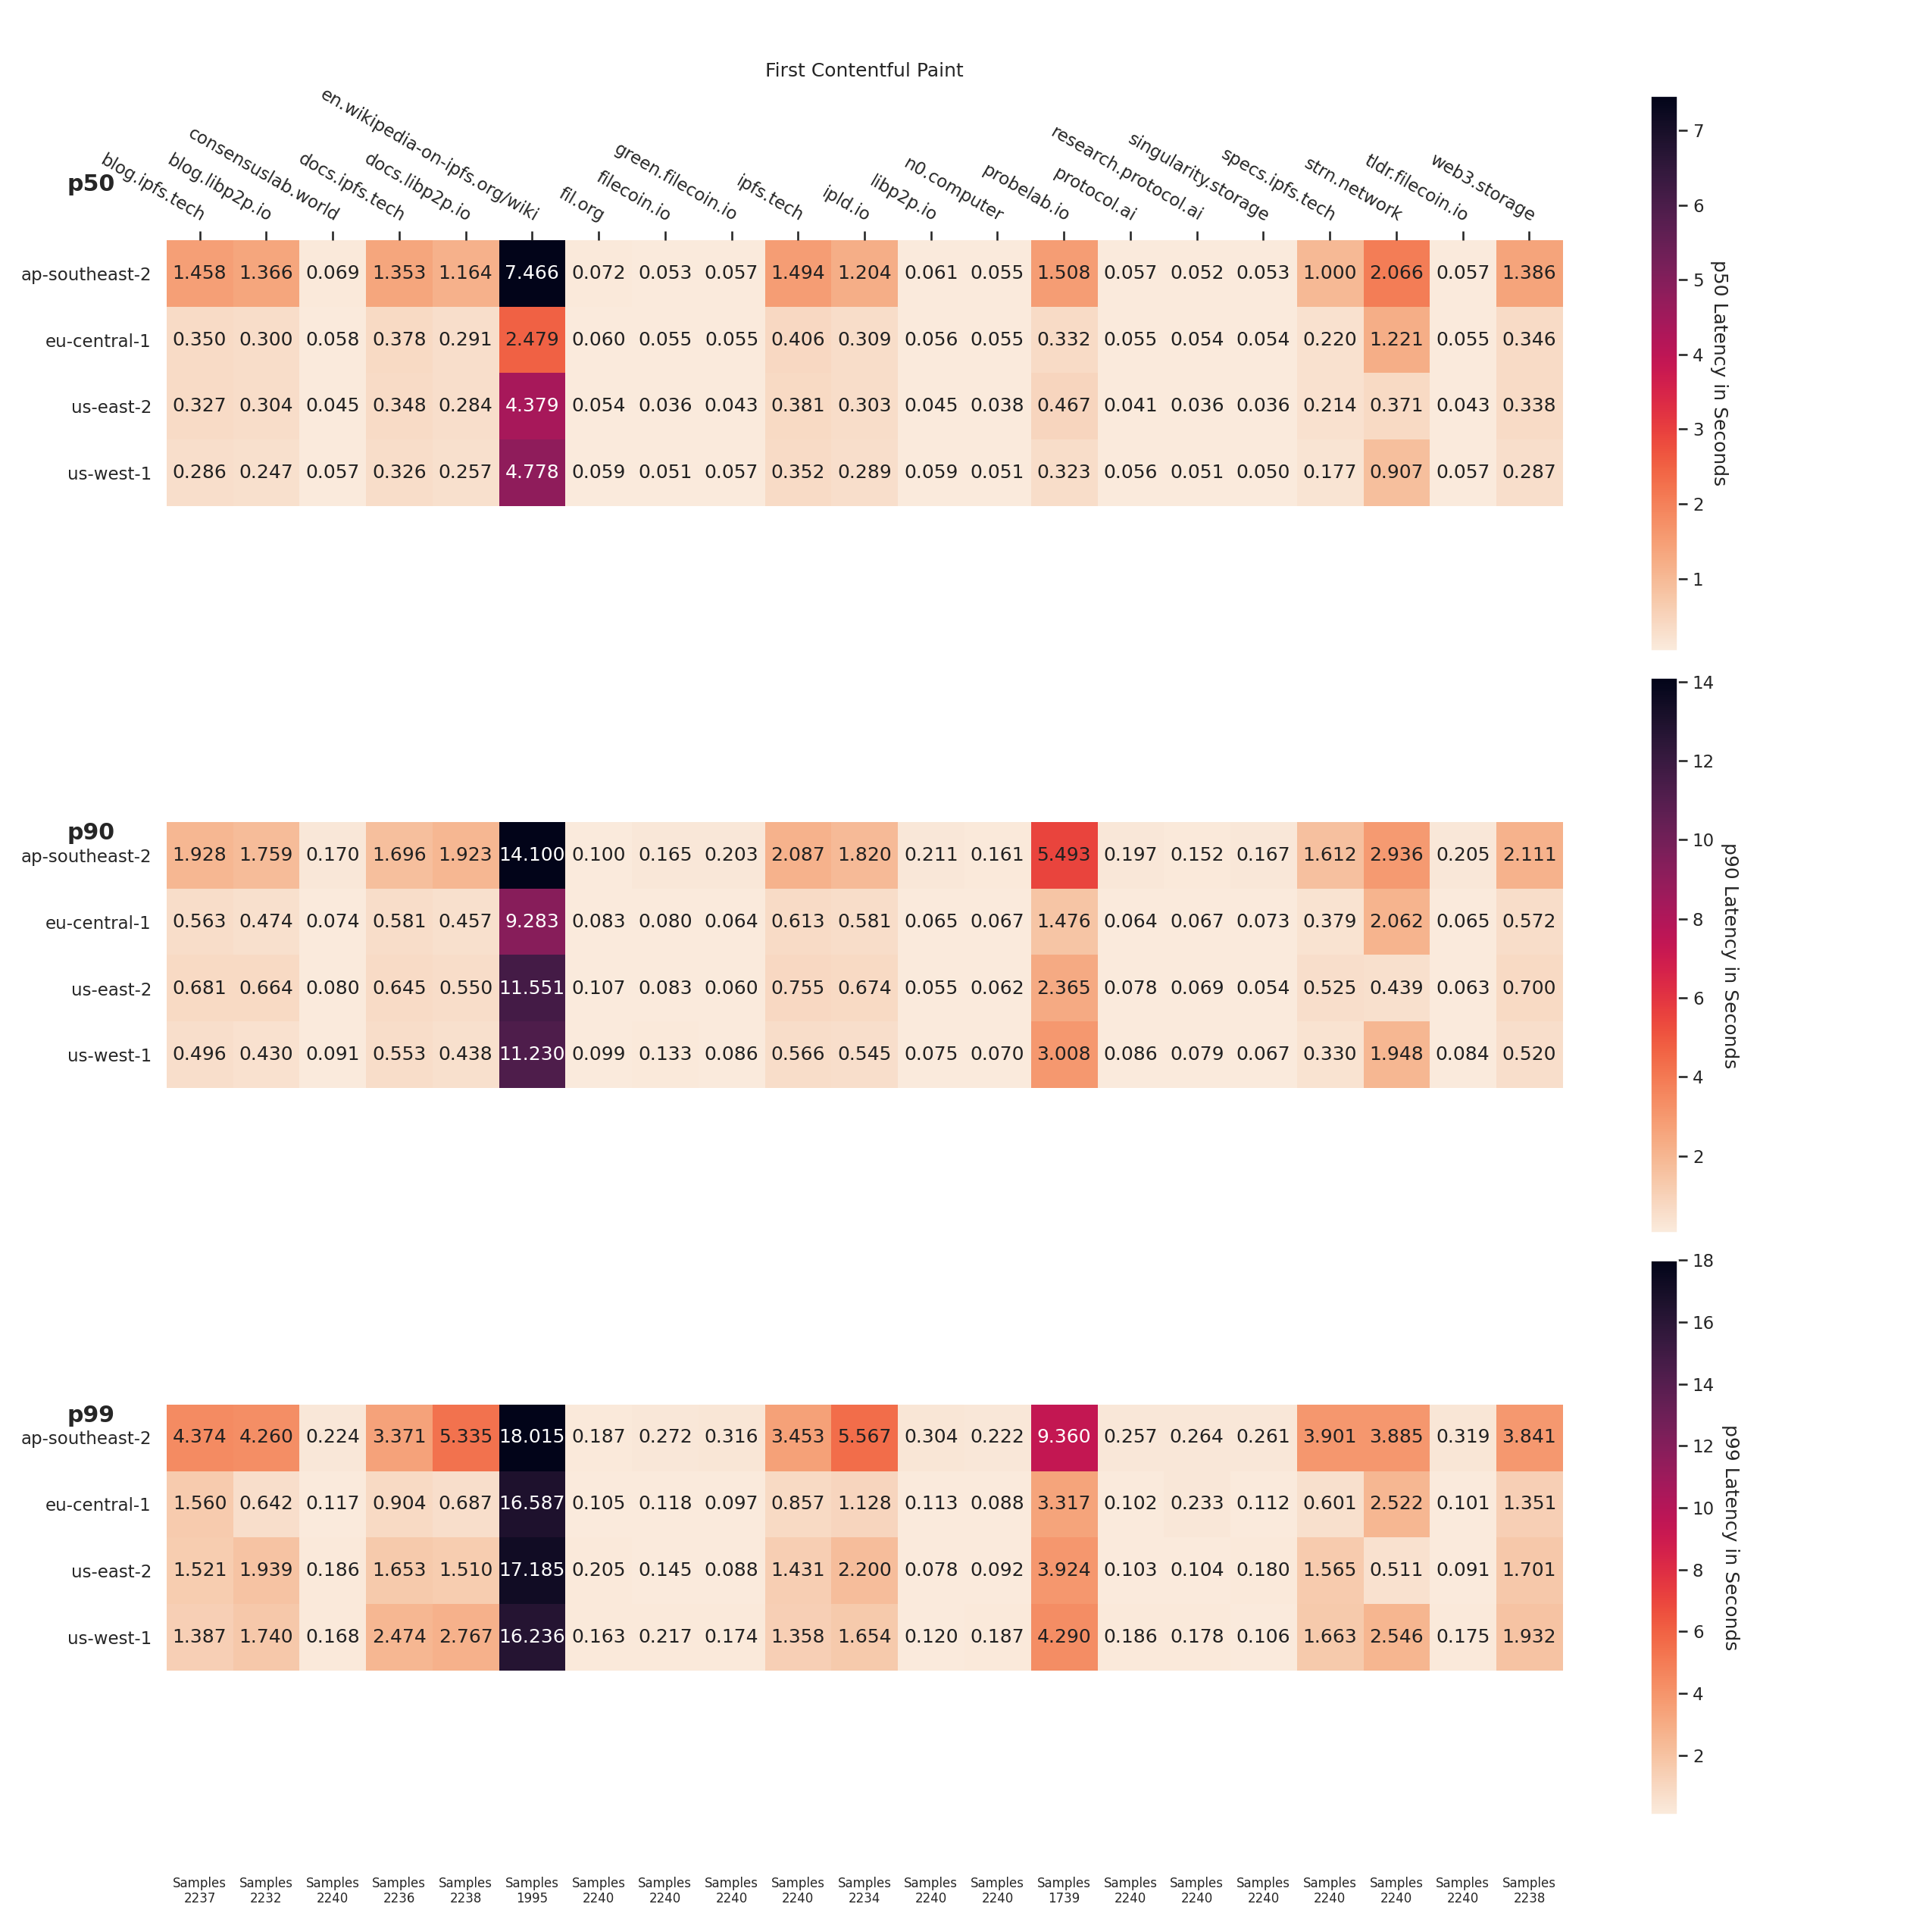 First Contentful Paint
p50
blog.ipfs.tech
blog.libp2p.io
consensuslab.world
docs.ipfs.tech
docs.libp2p.io
en.wikipedia-on-ipfs.org/wiki
fil.org
filecoin.io
green.filecoin.io
ipfs.tech
ipld.io
libp2p.io
n0.computer
probelab.io
protocol.ai
research.protocol.ai
singularity.storage
specs.ipfs.tech
strn.network
tldr.filecoin.io
web3.storage
ap-southeast-2 1.458 1.366 0.069 1.353 1.164 7.466 0.072 0.053 0.057 1.494 1.204 0.061 0.055 1.508 0.057 0.052 0.053 1.000 2.066 0.057 1.386
eu-central-1 0.350 0.300 0.058 0.378 0.291 2.479 0.060 0.055 0.055 0.406 0.309 0.056 0.055 0.332 0.055 0.054 0.054 0.220 1.221 0.055 0.346
us-east-2 0.327 0.304 0.045 0.348 0.284 4.379 0.054 0.036 0.043 0.381 0.303 0.045 0.038 0.467 0.041 0.036 0.036 0.214 0.371 0.043 0.338
us-west-1 0.286 0.247 0.057 0.326 0.257 4.778 0.059 0.051 0.057 0.352 0.289 0.059 0.051 0.323 0.056 0.051 0.050 0.177 0.907 0.057 0.287
7
6
5
4
3
2
1
p50 Latency in Seconds
p90
ap-southeast-2 1.928 1.759 0.170 1.696 1.923 14.100 0.100 0.165 0.203 2.087 1.820 0.211 0.161 5.493 0.197 0.152 0.167 1.612 2.936 0.205 2.111
eu-central-1 0.563 0.474 0.074 0.581 0.457 9.283 0.083 0.080 0.064 0.613 0.581 0.065 0.067 1.476 0.064 0.067 0.073 0.379 2.062 0.065 0.572
us-east-2 0.681 0.664 0.080 0.645 0.550 11.551 0.107 0.083 0.060 0.755 0.674 0.055 0.062 2.365 0.078 0.069 0.054 0.525 0.439 0.063 0.700
us-west-1 0.496 0.430 0.091 0.553 0.438 11.230 0.099 0.133 0.086 0.566 0.545 0.075 0.070 3.008 0.086 0.079 0.067 0.330 1.948 0.084 0.520
14
12
10
8
6
4
2
p90 Latency in Seconds
p99
ap-southeast-2 4.374 4.260 0.224 3.371 5.335 18.015 0.187 0.272 0.316 3.453 5.567 0.304 0.222 9.360 0.257 0.264 0.261 3.901 3.885 0.319 3.841
eu-central-1 1.560 0.642 0.117 0.904 0.687 16.587 0.105 0.118 0.097 0.857 1.128 0.113 0.088 3.317 0.102 0.233 0.112 0.601 2.522 0.101 1.351
us-east-2 1.521 1.939 0.186 1.653 1.510 17.185 0.205 0.145 0.088 1.431 2.200 0.078 0.092 3.924 0.103 0.104 0.180 1.565 0.511 0.091 1.701
us-west-1 1.387 1.740 0.168 2.474 2.767 16.236 0.163 0.217 0.174 1.358 1.654 0.120 0.187 4.290 0.186 0.178 0.106 1.663 2.546 0.175 1.932
18
16
14
12
10
8
6
4
2
p99 Latency in Seconds
Samples Samples Samples Samples Samples Samples Samples Samples Samples Samples Samples Samples Samples Samples Samples Samples Samples Samples Samples Samples Samples
2237 2232 2240 2236 2238 1995 2240 2240 2240 2240 2234 2240 2240 1739 2240 2240 2240 2240 2240 2240 2238